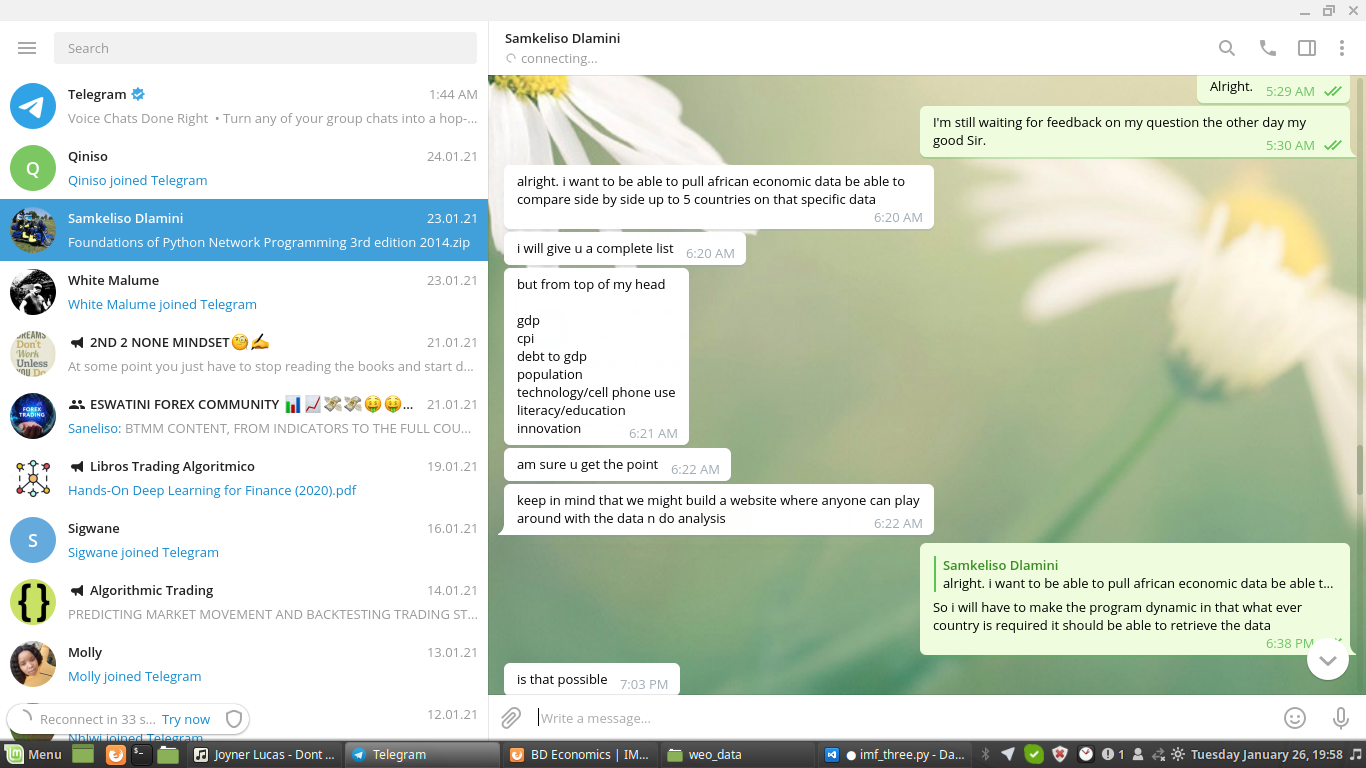 Search
Telegram
1:44 AM
Voice Chats Done Right • Turn any of your group chats into a hop-...
Q
Qiniso
24.01.21
Qiniso joined Telegram
Samkeliso Dlamini
23.01.21
Foundations of Python Network Programming 3rd edition 2014.zip
White Malume
23.01.21
White Malume joined Telegram
DREAMS
Don't
Work
Unless
You Do
2ND 2 NONE MINDSET🧐✍
21.01.21
At some point you just have to stop reading the books and start d...
FOREX
TRADING
ESWATINI FOREX COMMUNITY 📊📈💸💸🤑🤑...
21.01.21
Saneliso: BTMM CONTENT, FROM INDICATORS TO THE FULL COU...
Libros Trading Algoritmico
19.01.21
Hands-On Deep Learning for Finance (2020).pdf
S
Sigwane
16.01.21
Sigwane joined Telegram
{}
Algorithmic Trading
14.01.21
PREDICTING MARKET MOVEMENT AND BACKTESTING TRADING ST...
Molly
13.01.21
Molly joined Telegram
12.01.21
Reconnect in 33 s... Try now
Samkeliso Dlamini
connecting...
Alright. 5:29 AM
I'm still waiting for feedback on my question the other day my
good Sir.
5:30 AM
alright. i want to be able to pull african economic data be able to
compare side by side up to 5 countries on that specific data
6:20 AM
i will give u a complete list 6:20 AM
but from top of my head
gdp
cpi
debt to gdp
population
technology/cell phone use
literacy/education
innovation 6:21 AM
am sure u get the point 6:22 AM
keep in mind that we might build a website where anyone can play
around with the data n do analysis
6:22 AM
Samkeliso Dlamini
alright. i want to be able to pull african economic data be able t...
So i will have to make the program dynamic in that what ever
country is required it should be able to retrieve the data
6:38 PM
is that possible 7:03 PM
Write a message...
Menu
Joyner Lucas - Dont ...
Telegram
BD Economics | IM...
weo_data
● imf_three.py - Da...
1
Tuesday January 26, 19:58